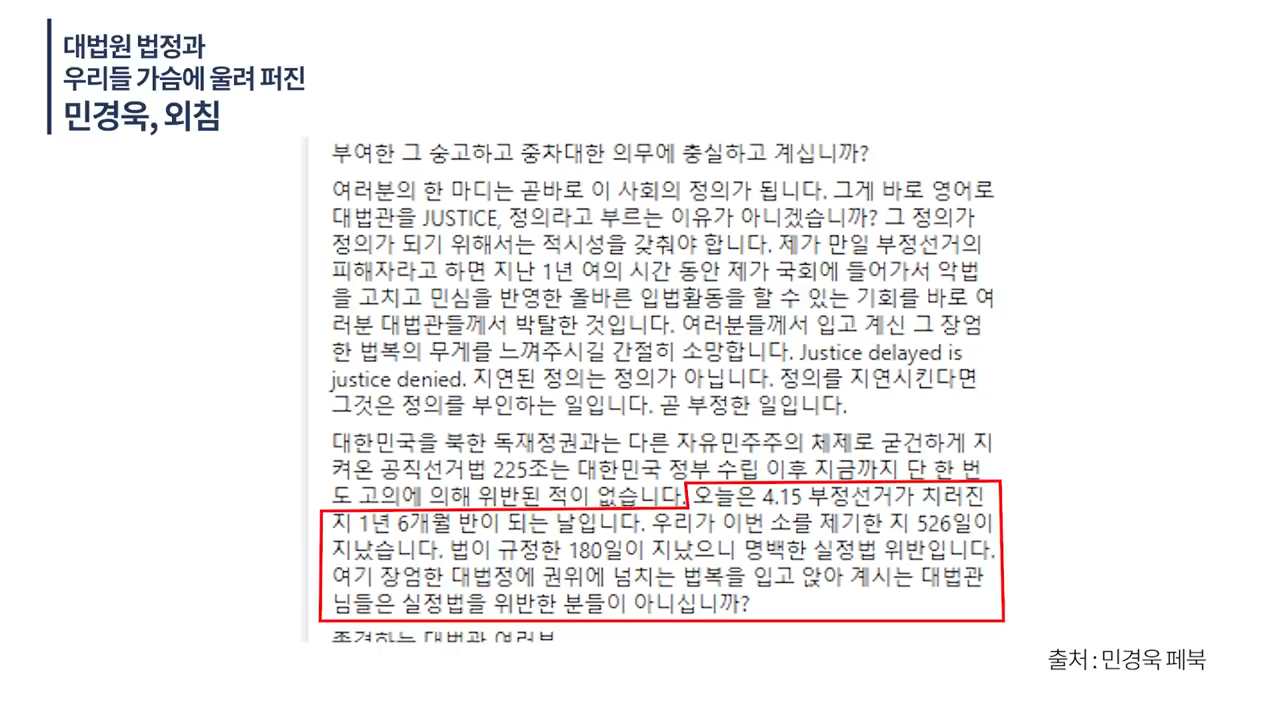 대법원 법정과
우리들 가슴에 울려 퍼진
민경욱, 외침
부여한 그 숭고하고 중차대한 의무에 충실하고 계십니까?
여러분의 한 마디는 곧바로 이 사회의 정의가 됩니다. 그게 바로 영어로
대법관을 JUSTICE, 정의라고 부르는 이유가 아니겠습니까? 그 정의가
정의가 되기 위해서는 적시성을 갖춰야 합니다. 제가 만일 부정선거의
피해자라고 하면 지난 1년 여의 시간 동안 제가 국회에 들어가서 악법
을 고치고 민심을 반영한 올바른 입법활동을 할 수 있는 기회를 바로 여
러분 대법관들께서 박탈한 것입니다. 여러분들께서 입고 계신 그 장엄
한 법복의 무게를 느껴주시길 간절히 소망합니다. Justice delayed is
justice denied. 지연된 정의는 정의가 아닙니다. 정의를 지연시킨다면
그것은 정의를 부인하는 일입니다. 곧 부정한 일입니다.
대한민국을 북한 독재정권과는 다른 자유민주주의 체제로 굳건하게 지
켜온 공직선거법 225조는 대한민국 정부 수립 이후 지금까지 단 한 번
도 고의에 의해 위반된 적이 없습니다. 오늘은 4.15 부정선거가 치러진
지 1년 6개월 반이 되는 날입니다. 우리가 이번 소를 제기한 지 526일이
지났습니다. 법이 규정한 180일이 지났으니 명백한 실정법 위반입니다.
여기 장엄한 대법정에 권위에 넘치는 법복을 입고 앉아 계시는 대법관
님들은 실정법을 위반한 분들이 아니십니까?
존경하는 대법관 여러분
출처 : 민경욱 페북